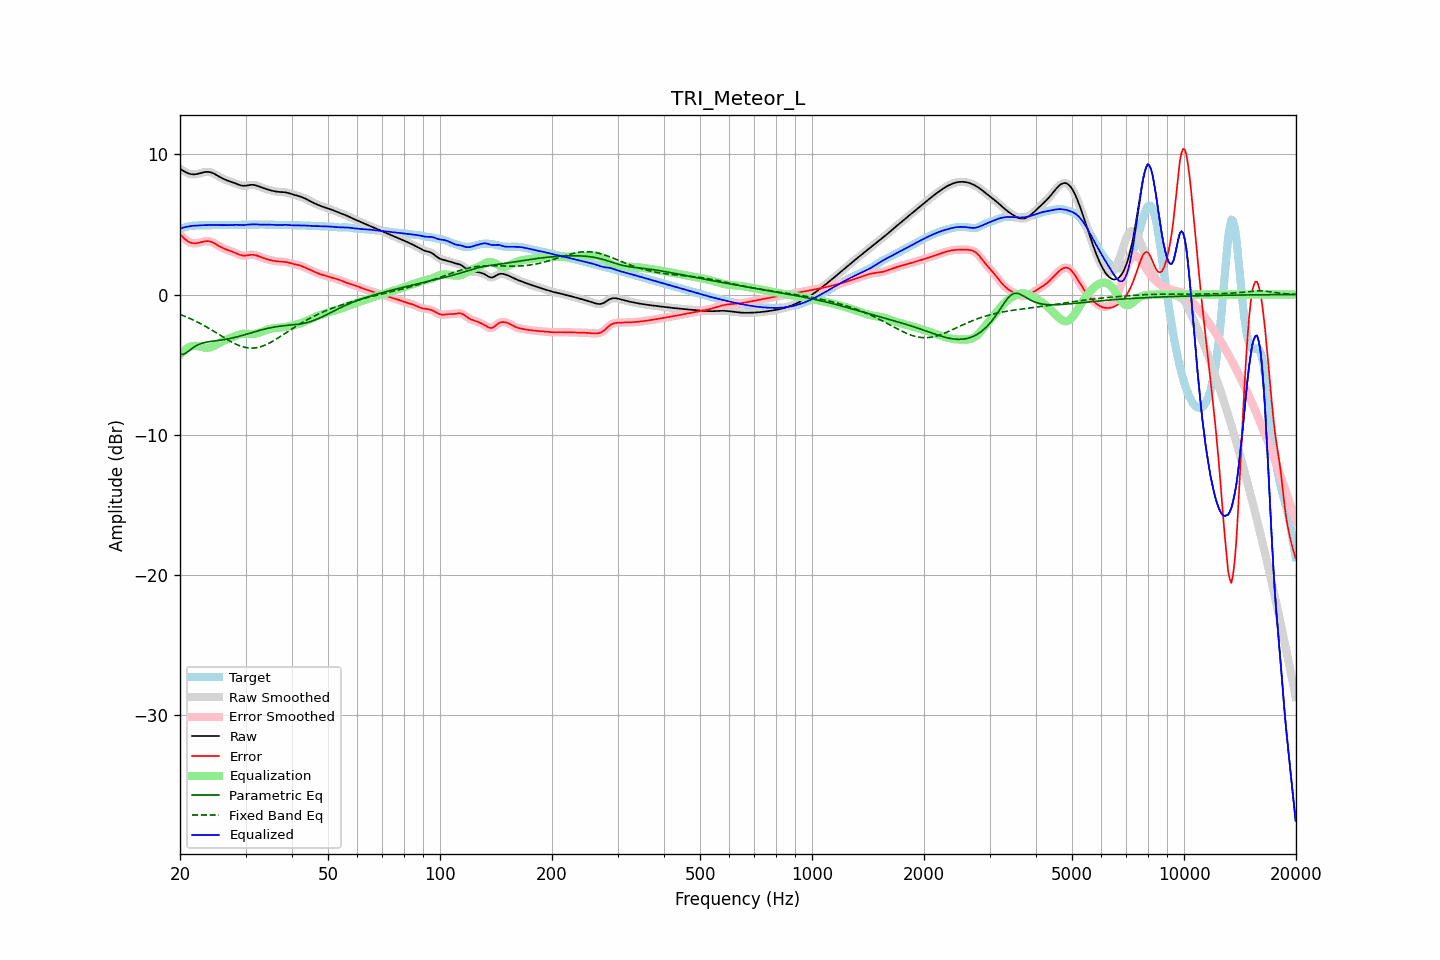 TRI_Meteor_L
Amplitude (dBr)
10
0
−10
−20
−30
Target
Raw Smoothed
Error Smoothed
Raw
Error
Equalization
Parametric Eq
Fixed Band Eq
Equalized
20 50 100 200 500 1000 2000 5000 10000 20000
Frequency (Hz)